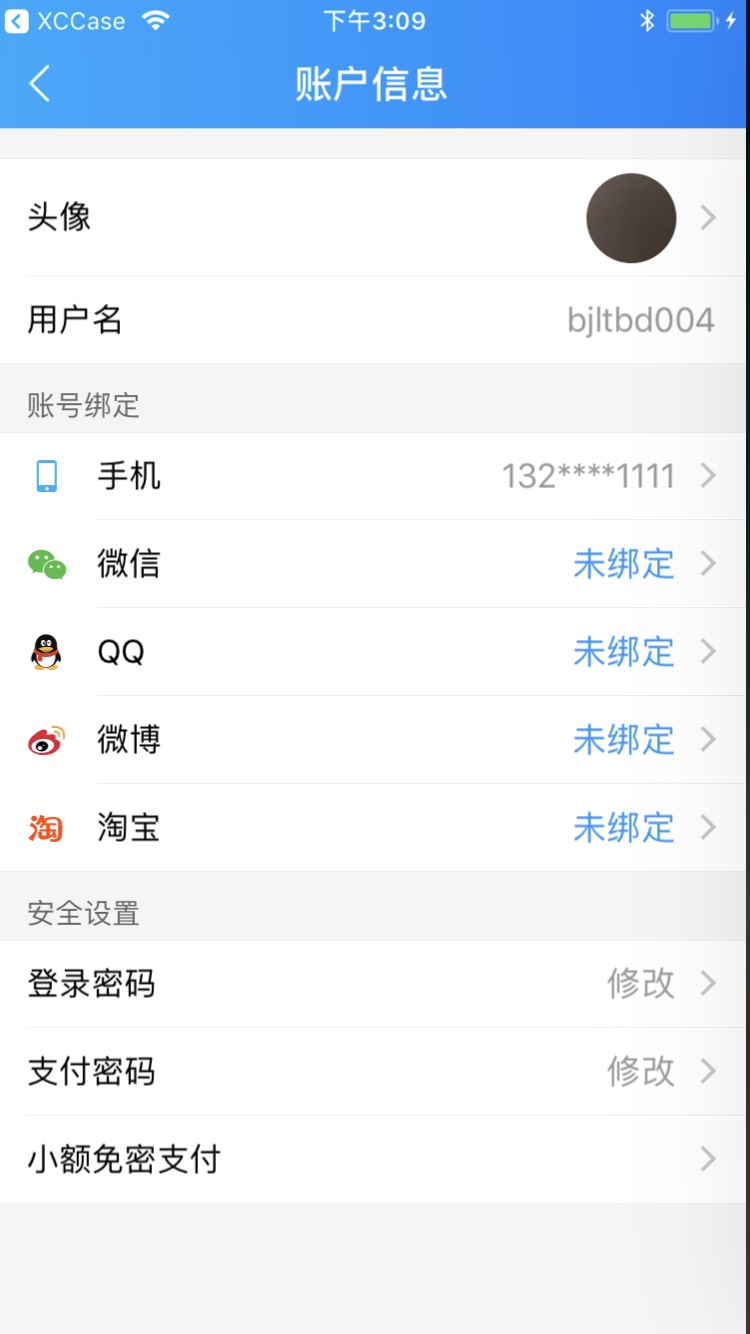 XCCase 下午3:09
账户信息
头像
用户名 bjltbd004
账号绑定
手机 132****1111
微信 未绑定
QQ 未绑定
微博 未绑定
淘 淘宝 未绑定
安全设置
登录密码 修改
支付密码 修改
小额免密支付